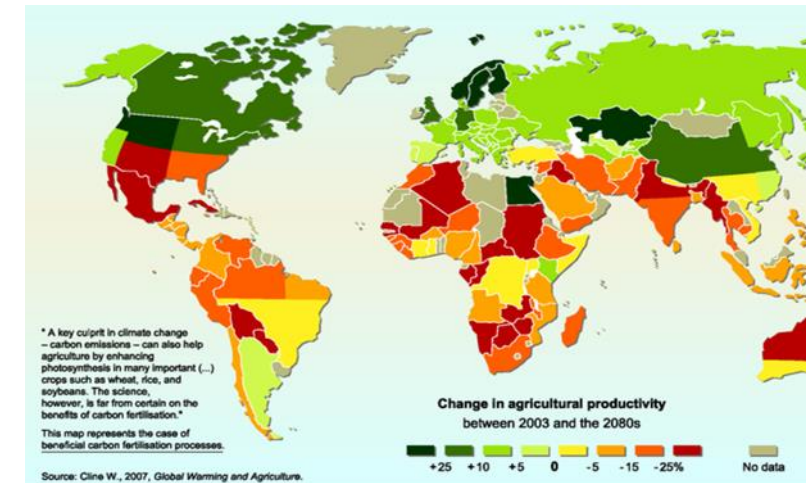 " A key culprit in climate change
– carbon emissions – can also help
agriculture by enhancing
photosynthesis in many important (...)
crops such as wheat, rice, and
soybeans. The science,
however, is far from certain on the
benefits of carbon fertilisation."
This map represents the case of
beneficial carbon fertilisation processes.
Source: Cline W., 2007, Global Warming and Agriculture.
Change in agricultural productivity
between 2003 and the 2080s
+25 +10 +5 0 -5 -15 -25% No data